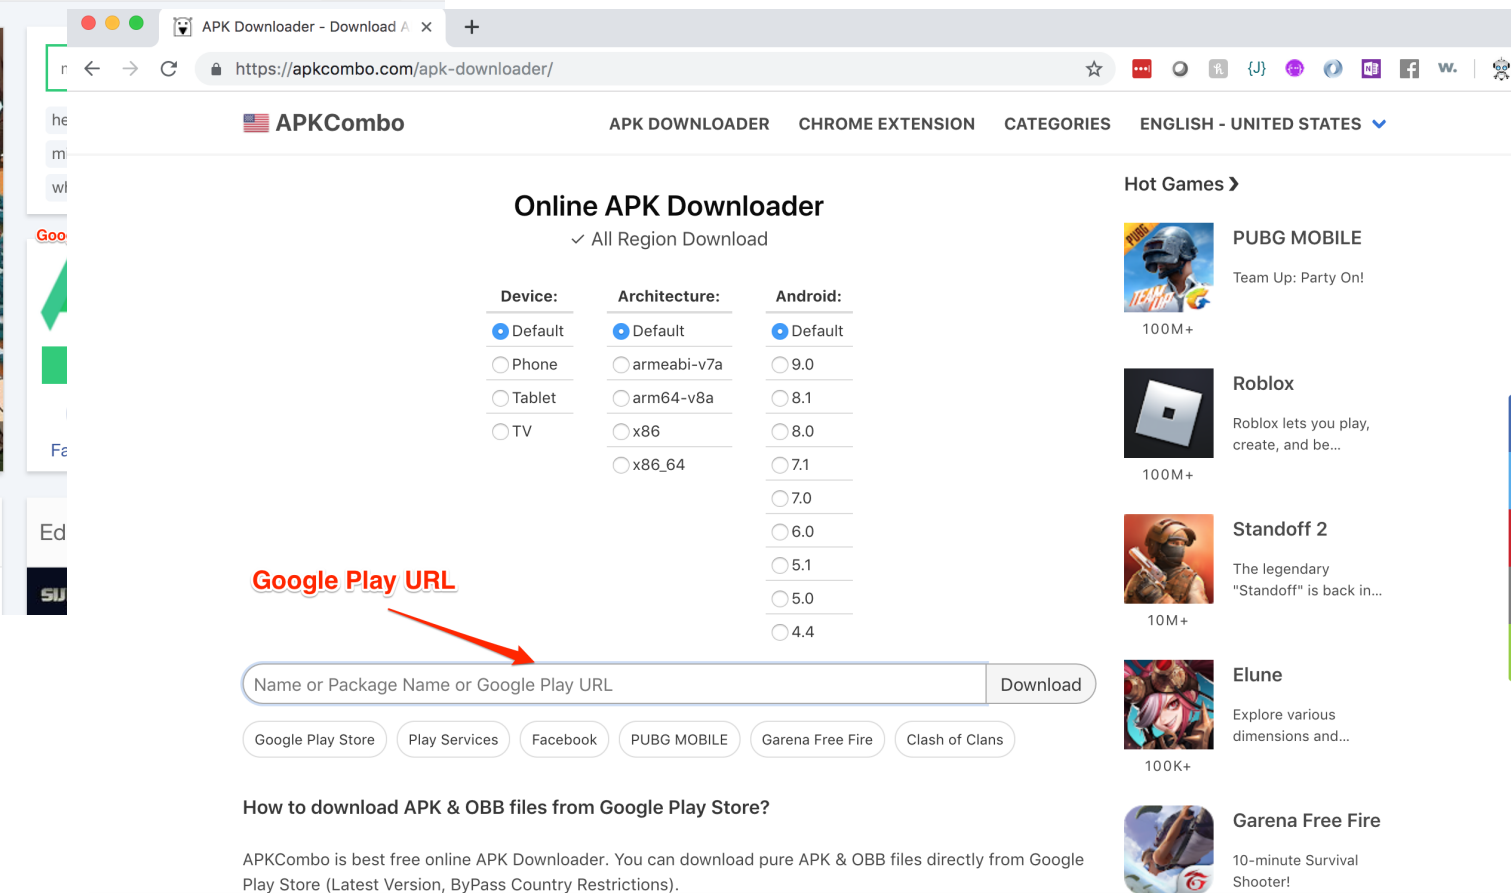 APK Downloader - Download A
https://apkcombo.com/apk-downloader/
APKCombo
APK DOWNLOADER
CHROME EXTENSION
CATEGORIES
ENGLISH - UNITED STATES
Online APK Downloader
✓ All Region Download
Device:
Default
Phone
Tablet
TV
Architecture:
Default
armeabi-v7a
arm64-v8a
x86
x86_64
Android:
Default
9.0
8.1
8.0
7.1
7.0
6.0
5.1
5.0
4.4
Google Play URL
Name or Package Name or Google Play URL
Download
Google Play Store
Play Services
Facebook
PUBG MOBILE
Garena Free Fire
Clash of Clans
How to download APK & OBB files from Google Play Store?
APKCombo is best free online APK Downloader. You can download pure APK & OBB files directly from Google
Play Store (Latest Version, ByPass Country Restrictions).
Hot Games ❯
PUBG
TEAM UP
PUBG MOBILE
Team Up: Party On!
100M+
Roblox
Roblox lets you play,
create, and be...
100M+
Standoff 2
The legendary
"Standoff" is back in...
10M+
Elune
Explore various
dimensions and...
100K+
Garena Free Fire
10-minute Survival
Shooter!
he
m
wh
Goo
Fa
Ed